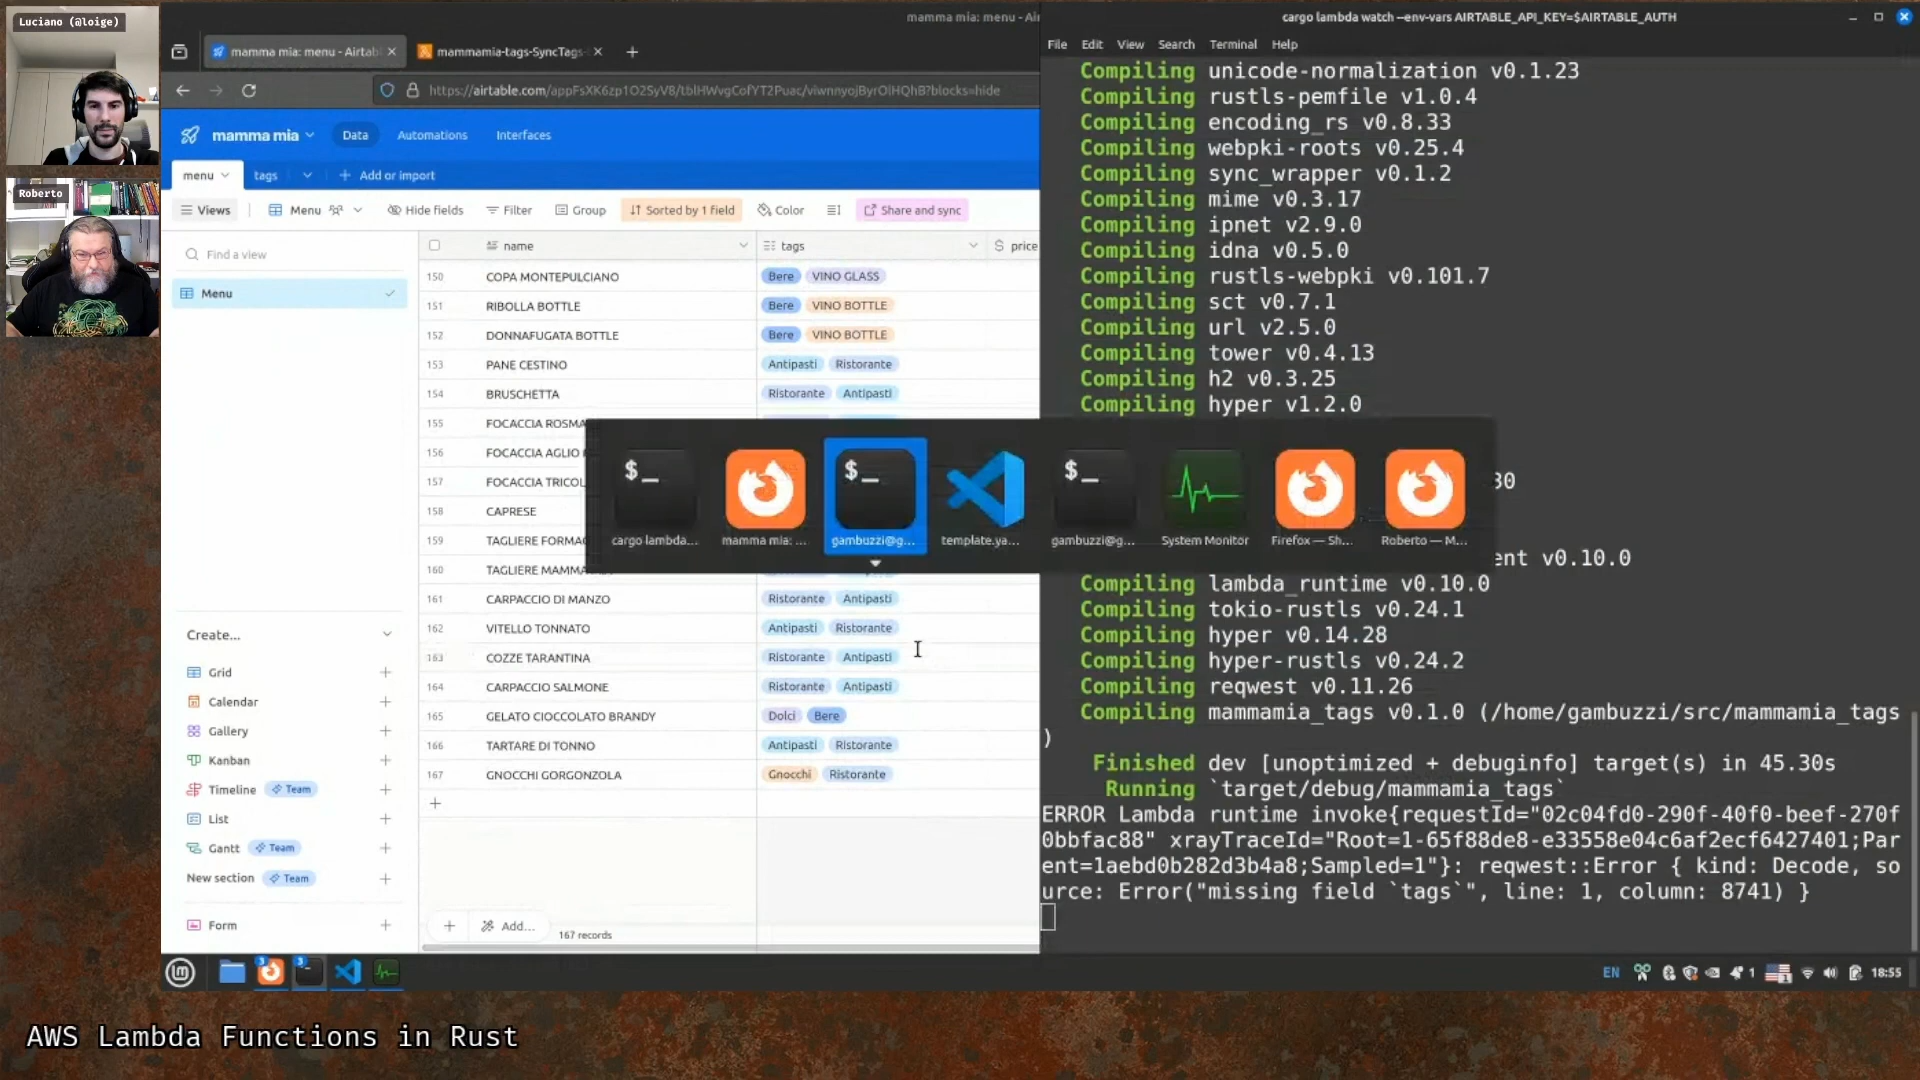 Luciano (@loige)
Roberto
mamma mia: menu - Ai
mamma mia: menu - Airtab
mammamia-tags-SyncTags-
https://airtable.com/appFsXK6zp1O2SyV8/tblHWvgCofYT2Puac/viwnnyojByrOlHQhB?blocks=hide
mamma mia
Data
Automations
Interfaces
menu
tags
Add or import
Views
Menu
Hide fields
Filter
Group
Sorted by 1 field
Color
Share and sync
Find a view
Menu
name
tags
price
150 COPA MONTEPULCIANO Bere VINO GLASS
151 RIBOLLA BOTTLE Bere VINO BOTTLE
152 DONNAFUGATA BOTTLE Bere VINO BOTTLE
153 PANE CESTINO Antipasti Ristorante
154 BRUSCHETTA Ristorante Antipasti
155 FOCACCIA ROSMA
156 FOCACCIA AGLIO
157 FOCACCIA TRICOL
158 CAPRESE
159 TAGLIERE FORMA
160 TAGLIERE MAMMA
161 CARPACCIO DI MANZO Ristorante Antipasti
162 VITELLO TONNATO Antipasti Ristorante
163 COZZE TARANTINA Ristorante Antipasti
164 CARPACCIO SALMONE Ristorante Antipasti
165 GELATO CIOCCOLATO BRANDY Dolci Bere
166 TARTARE DI TONNO Antipasti Ristorante
167 GNOCCHI GORGONZOLA Gnocchi Ristorante
Create...
Grid
Calendar
Gallery
Kanban
Timeline Team
List
Gantt Team
New section Team
Form
Add...
167 records
cargo lambda watch --env-vars AIRTABLE_API_KEY=$AIRTABLE_AUTH
File Edit View Search Terminal Help
Compiling unicode-normalization v0.1.23
Compiling rustls-pemfile v1.0.4
Compiling encoding_rs v0.8.33
Compiling webpki-roots v0.25.4
Compiling sync_wrapper v0.1.2
Compiling mime v0.3.17
Compiling ipnet v2.9.0
Compiling idna v0.5.0
Compiling rustls-webpki v0.101.7
Compiling sct v0.7.1
Compiling url v2.5.0
Compiling tower v0.4.13
Compiling h2 v0.3.25
Compiling hyper v1.2.0
30
ent v0.10.0
Compiling lambda_runtime v0.10.0
Compiling tokio-rustls v0.24.1
Compiling hyper v0.14.28
Compiling hyper-rustls v0.24.2
Compiling reqwest v0.11.26
Compiling mammamia_tags v0.1.0 (/home/gambuzzi/src/mammamia_tags
)
Finished dev [unoptimized + debuginfo] target(s) in 45.30s
Running `target/debug/mammamia_tags`
ERROR Lambda runtime invoke{requestId="02c04fd0-290f-40f0-beef-270f
0bbfac88" xrayTraceId="Root=1-65f88de8-e33558e04c6af2ecf6427401;Par
ent=1aebd0b282d3b4a8;Sampled=1"}: reqwest::Error { kind: Decode, so
urce: Error("missing field `tags`", line: 1, column: 8741) }
$_
$_
$_
cargo lambda...
mamma mia: ...
gambuzzi@g...
template.ya...
gambuzzi@g...
System Monitor
Firefox — Sh...
Roberto — M...
3
3
EN
1
18:55
AWS Lambda Functions in Rust